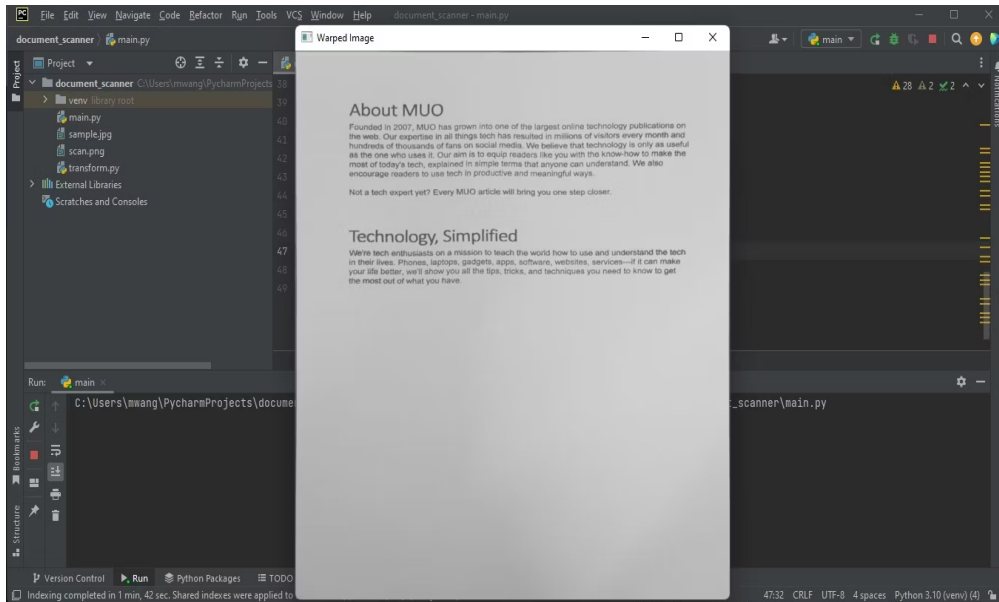 PC File Edit View Navigate Code Refactor Run Tools VCS Window Help document_scanner - main.py
document_scanner main.py
main
Warped Image
Project
Project
document_scanner C:\Users\mwang\PycharmProjects
venv library root
main.py
sample.jpg
scan.png
transform.py
External Libraries
Scratches and Consoles
38
39
40
41
42
43
44
45
46
47
48
49
28 2 2
Notifications
About MUO
Founded in 2007, MUO has grown into one of the largest online technology publications on
the web. Our expertise in all things tech has resulted in millions of visitors every month and
hundreds of thousands of fans on social media. We believe that technology is only as useful
as the one who uses it. Our aim is to equip readers like you with the know-how to make the
most of today's tech, explained in simple terms that anyone can understand. We also
encourage readers to use tech in productive and meaningful ways.
Not a tech expert yet? Every MUO article will bring you one step closer.
Technology, Simplified
We're tech enthusiasts on a mission to teach the world how to use and understand the tech
in their lives. Phones, laptops, gadgets, apps, software, websites, services—if it can make
your life better, we'll show you all the tips, tricks, and techniques you need to know to get
the most out of what you have.
Run: main
C:\Users\mwang\PycharmProjects\docume
_scanner\main.py
Bookmarks
Structure
Version Control Run Python Packages TODO
Indexing completed in 1 min, 42 sec. Shared indexes were applied to
47:32 CRLF UTF-8 4 spaces Python 3.10 (venv) (4)